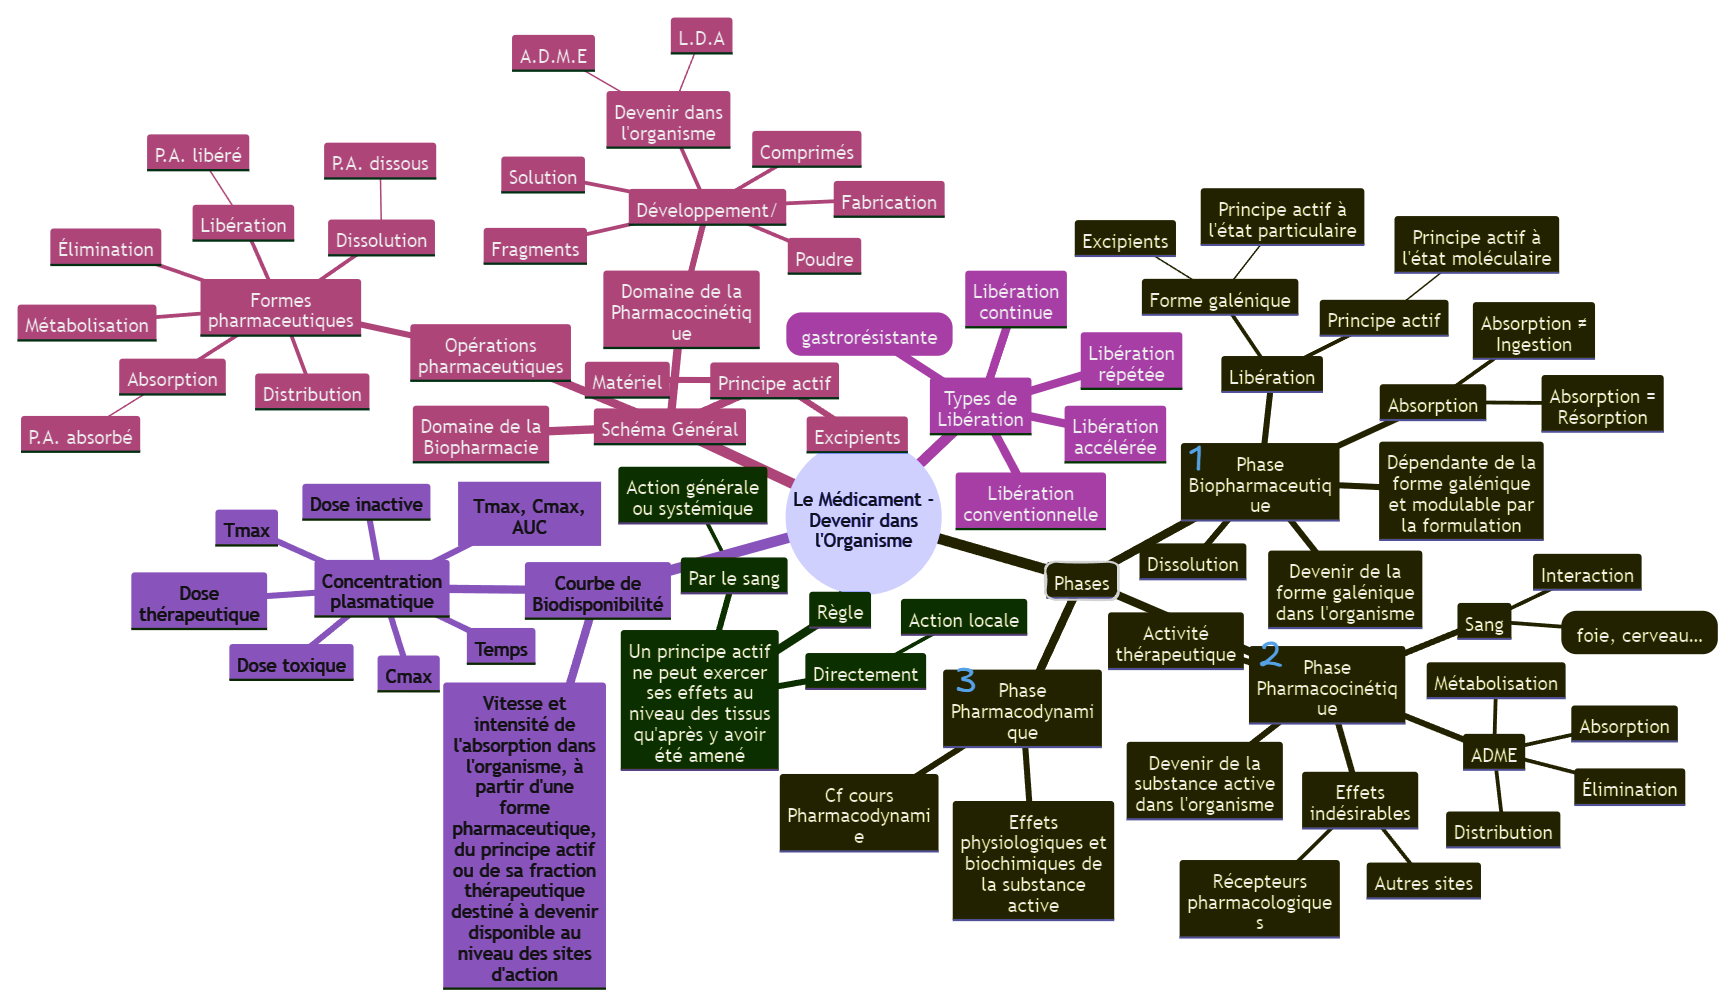 Le Médicament -
Devenir dans
l'Organisme
Schéma Général
Domaine de la
Biopharmacie
Opérations
pharmaceutiques
Formes
pharmaceutiques
Libération
P.A. libéré
Dissolution
P.A. dissous
Élimination
Métabolisation
Absorption
P.A. absorbé
Distribution
Domaine de la
Pharmacocinétiq
ue
Développement/
Devenir dans
l'organisme
A.D.M.E
L.D.A
Comprimés
Solution
Fabrication
Fragments
Poudre
Matériel
Principe actif
Excipients
Types de
Libération
gastrorésistante
Libération
continue
Libération
répétée
Libération
accélérée
Libération
conventionnelle
Phases
1
Phase
Biopharmaceutiq
ue
Libération
Forme galénique
Excipients
Principe actif à
l'état particulaire
Principe actif
Principe actif à
l'état moléculaire
Absorption
Absorption ≠
Ingestion
Absorption =
Résorption
Dépendante de la
forme galénique
et modulable par
la formulation
Dissolution
Devenir de la
forme galénique
dans l'organisme
Activité
thérapeutique
2
Phase
Pharmacocinétiq
ue
Sang
Interaction
foie, cerveau...
ADME
Métabolisation
Absorption
Élimination
Distribution
Devenir de la
substance active
dans l'organisme
Effets
indésirables
Récepteurs
pharmacologique
s
Autres sites
3
Phase
Pharmacodynami
que
Cf cours
Pharmacodynami
e
Effets
physiologiques et
biochimiques de
la substance
active
Action générale
ou systémique
Par le sang
Règle
Action locale
Directement
Un principe actif
ne peut exercer
ses effets au
niveau des tissus
qu'après y avoir
été amené
Courbe de
Biodisponibilité
Concentration
plasmatique
Dose inactive
Tmax
Tmax, Cmax,
AUC
Dose
thérapeutique
Dose toxique
Cmax
Temps
Vitesse et
intensité de
l'absorption dans
l'organisme, à
partir d'une
forme
pharmaceutique,
du principe actif
ou de sa fraction
thérapeutique
destiné à devenir
disponible au
niveau des sites
d'action